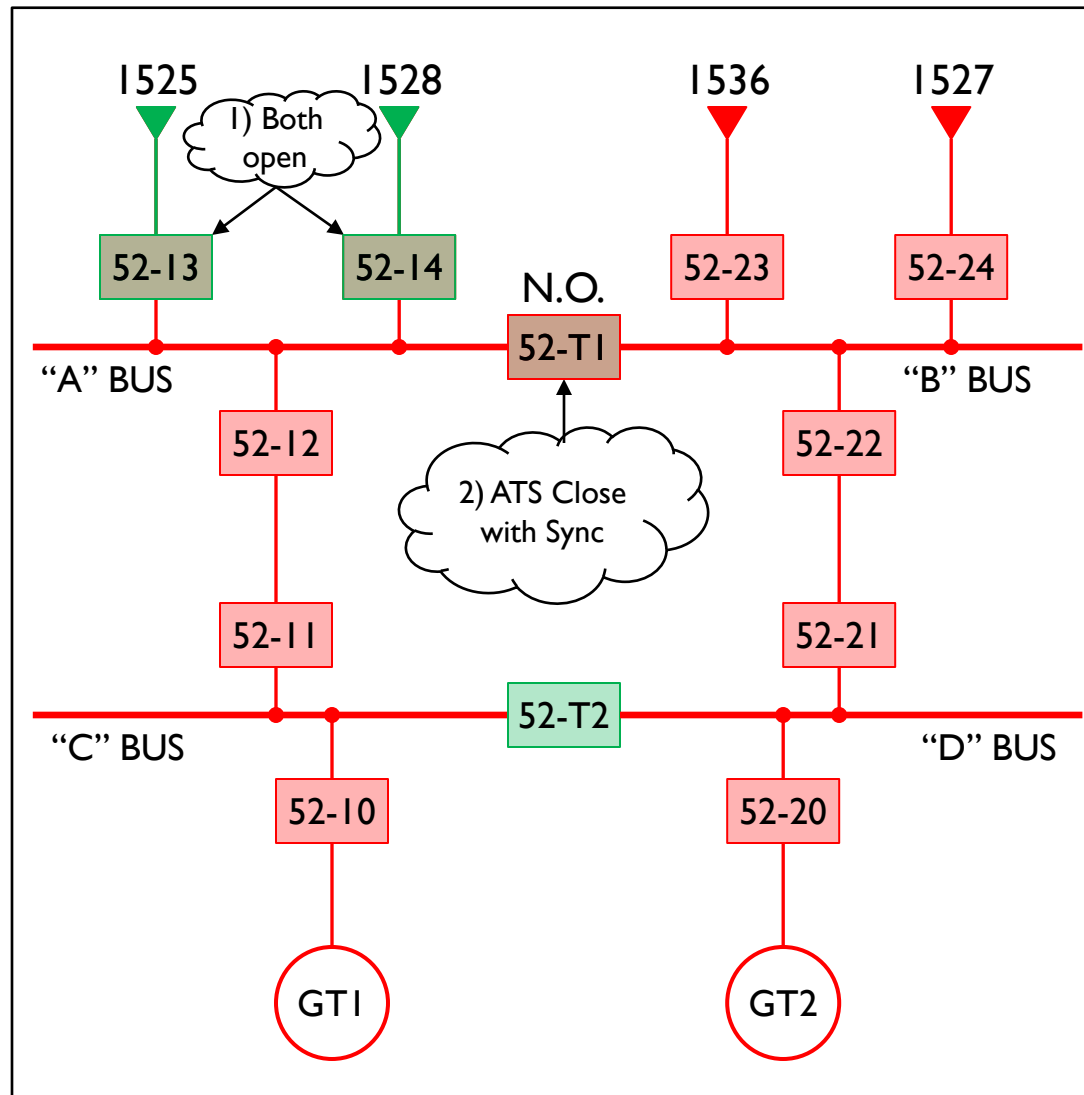 1525
1528
1536
1527
1) Both
open
52-13
52-14
N.O.
52-T1
52-23
52-24
“A” BUS
“B” BUS
52-12
52-22
2) ATS Close
with Sync
52-11
52-21
52-T2
“C” BUS
“D” BUS
52-10
52-20
GT1
GT2